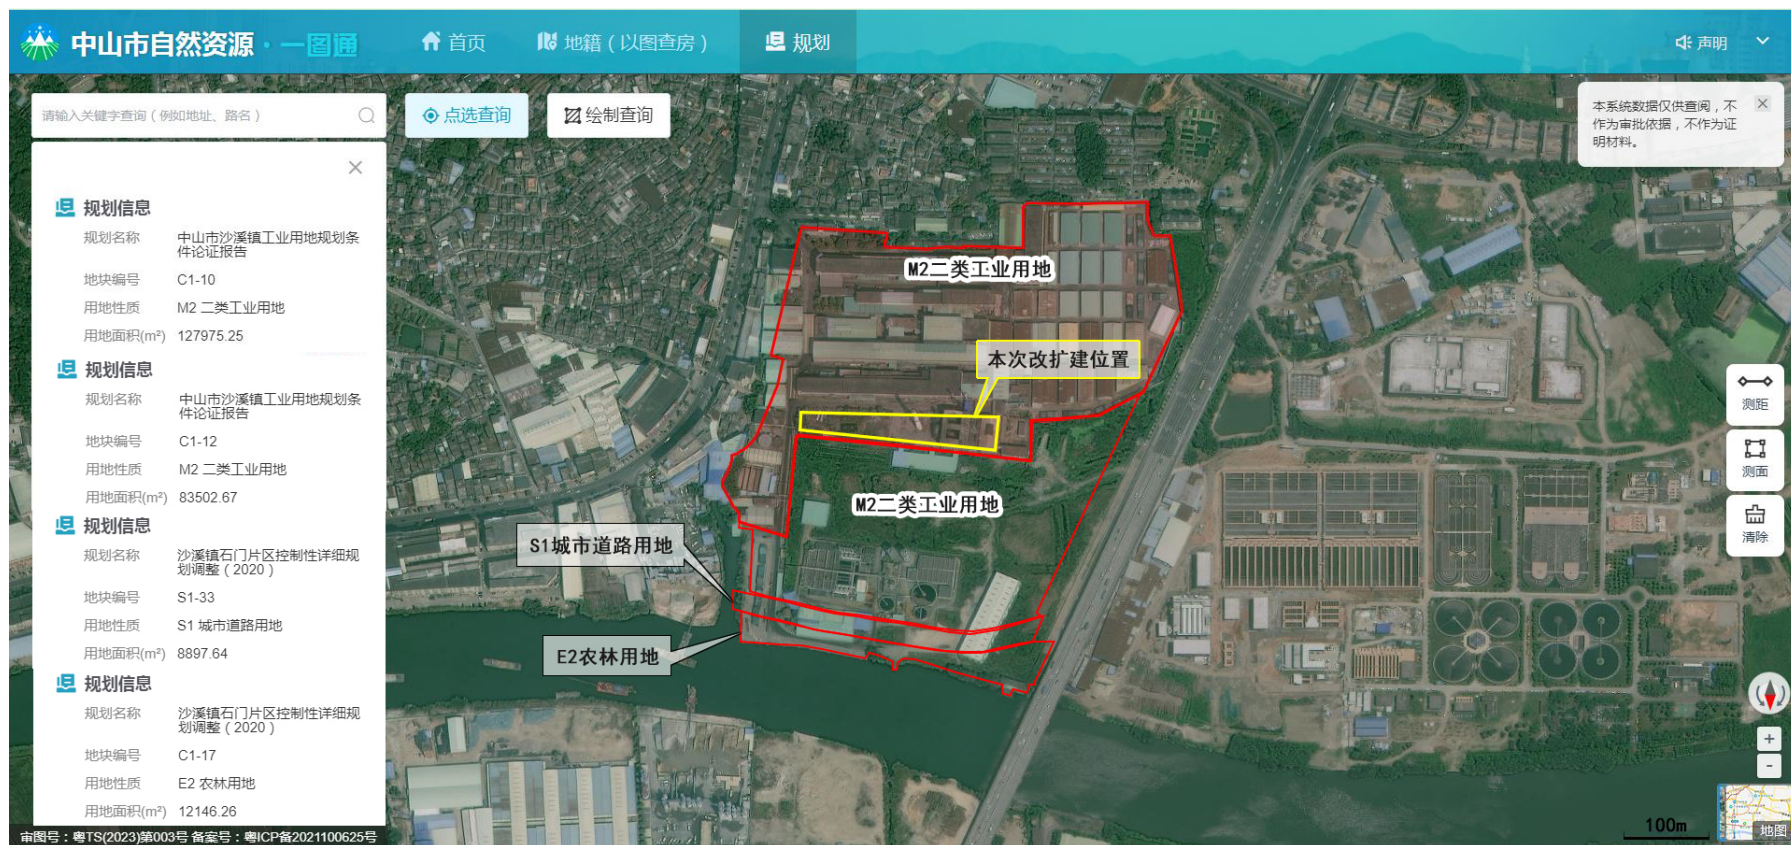 中山市自然资源·一图通
首页
地籍（以图查房）
规划
声明
请输入关键字查询（例如地址、路名）
点选查询
绘制查询
本系统数据仅供查阅，不
作为审批依据，不作为证
明材料。
规划信息
规划名称 中山市沙溪镇工业用地规划条
件论证报告
地块编号 C1-10
用地性质 M2 二类工业用地
用地面积(m²) 127975.25
规划信息
规划名称 中山市沙溪镇工业用地规划条
件论证报告
地块编号 C1-12
用地性质 M2 二类工业用地
用地面积(m²) 83502.67
规划信息
规划名称 沙溪镇石门片区控制性详细规
划调整（2020）
地块编号 S1-33
用地性质 S1 城市道路用地
用地面积(m²) 8897.64
规划信息
规划名称 沙溪镇石门片区控制性详细规
划调整（2020）
地块编号 C1-17
用地性质 E2 农林用地
用地面积(m²) 12146.26
审图号：粤TS(2023)第003号 备案号：粤ICP备2021100625号
M2二类工业用地
本次改扩建位置
M2二类工业用地
S1城市道路用地
E2农林用地
测距
测面
清除
+
-
100m
地图